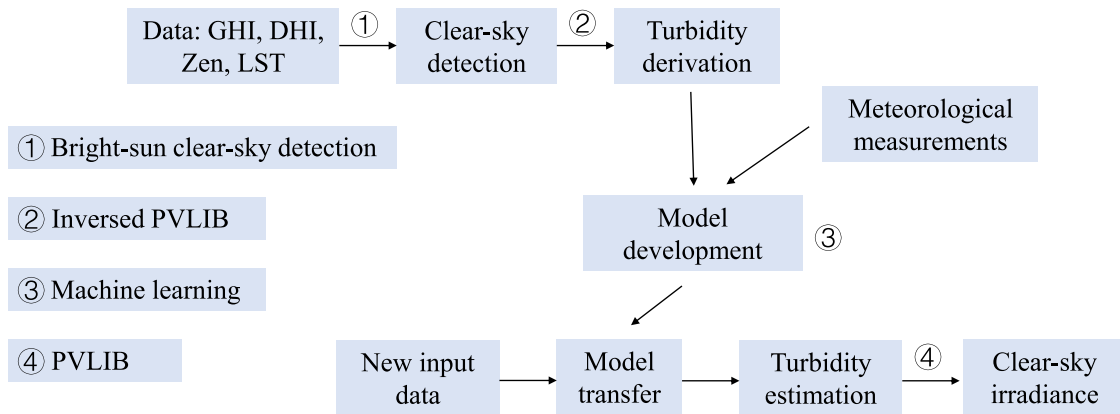 Data: GHI, DHI,
Zen, LST
①
Clear-sky
detection
②
Turbidity
derivation
Meteorological
measurements
① Bright-sun clear-sky detection
② Inversed PVLIB
③ Machine learning
④ PVLIB
Model
development
③
New input
data
Model
transfer
Turbidity
estimation
④
Clear-sky
irradiance